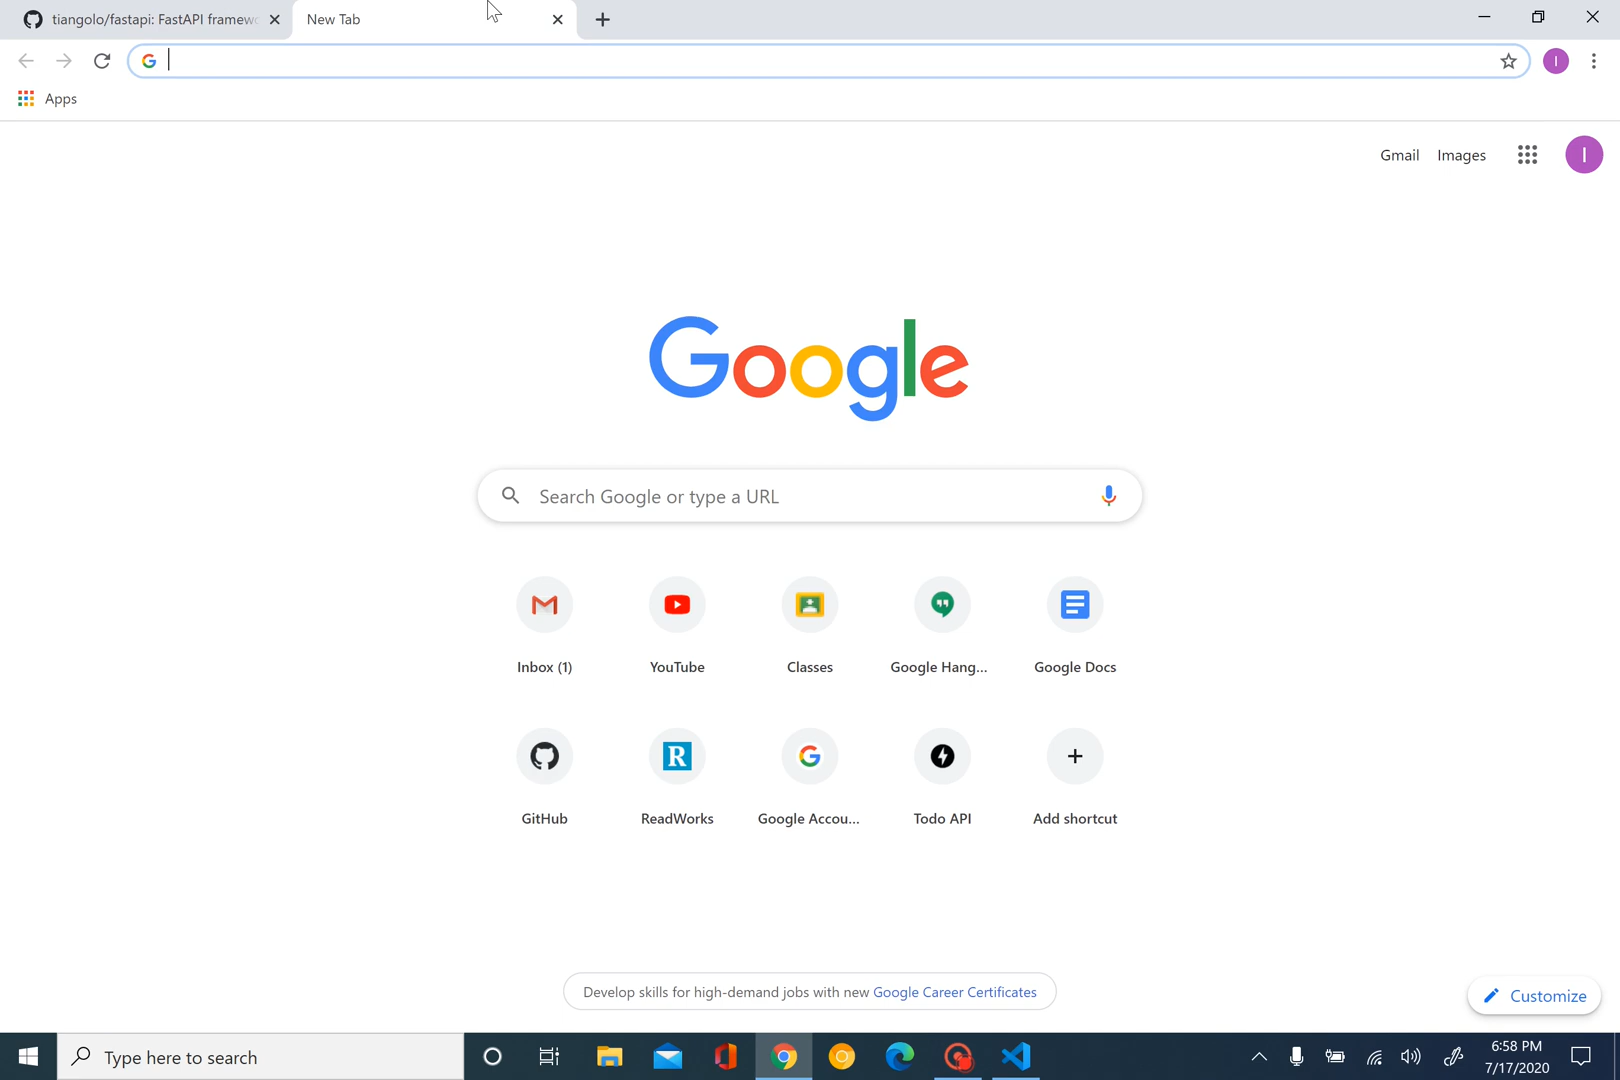 tiangolo/fastapi: FastAPI framewo
New Tab
Apps
Gmail
Images
I
I
Google
Search Google or type a URL
Inbox (1)
YouTube
Classes
Google Hang...
Google Docs
R
GitHub
ReadWorks
Google Accou...
Todo API
Add shortcut
Develop skills for high-demand jobs with new Google Career Certificates
Customize
Type here to search
6:58 PM
7/17/2020